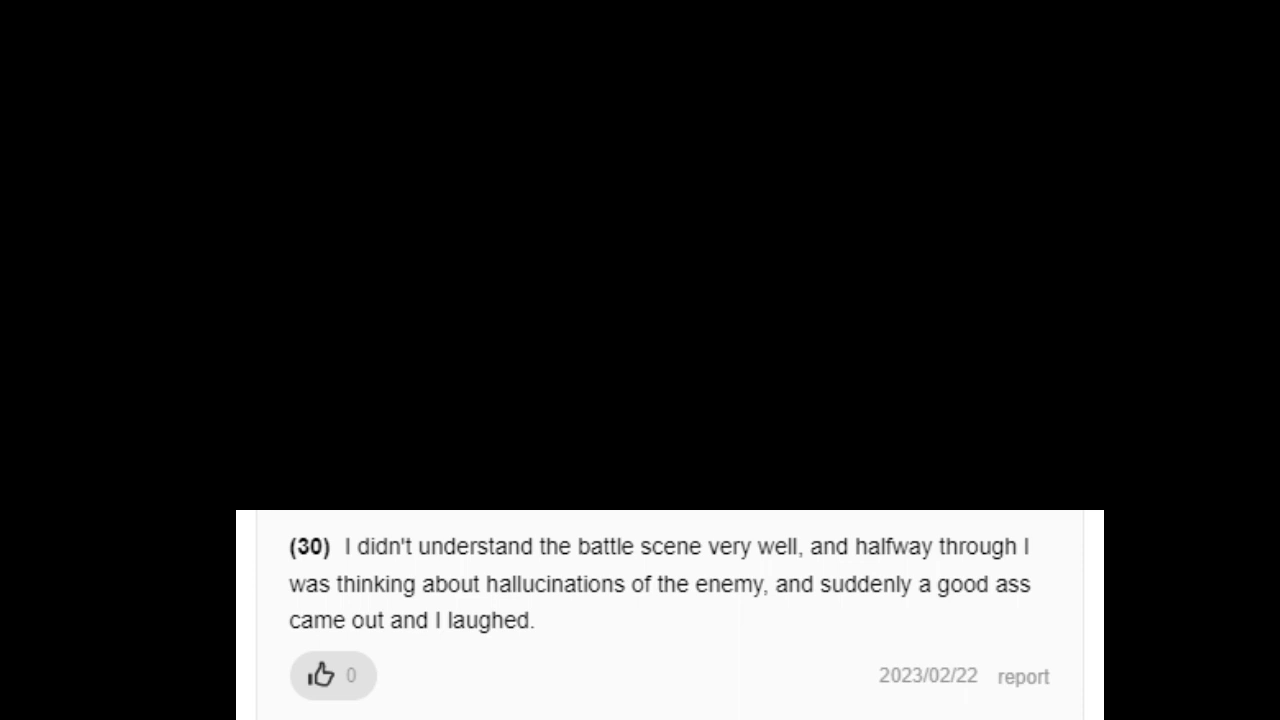 (30) I didn't understand the battle scene very well, and halfway through I
was thinking about hallucinations of the enemy, and suddenly a good ass
came out and I laughed.
0
2023/02/22 report